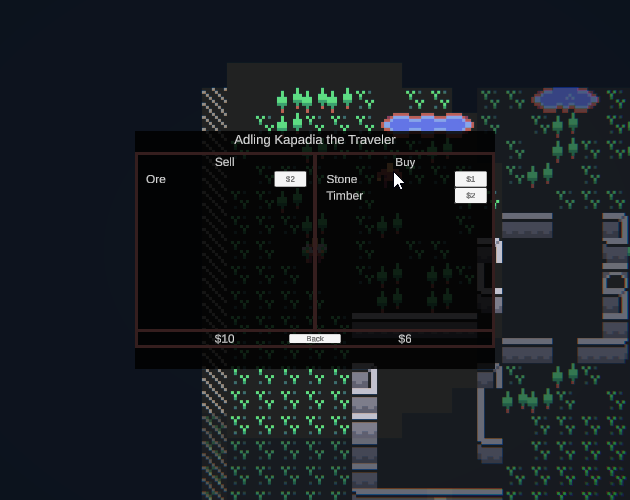 Adling Kapadia the Traveler
Sell
Buy
Ore $2
Stone $1
Timber $2
$10
Back
$6